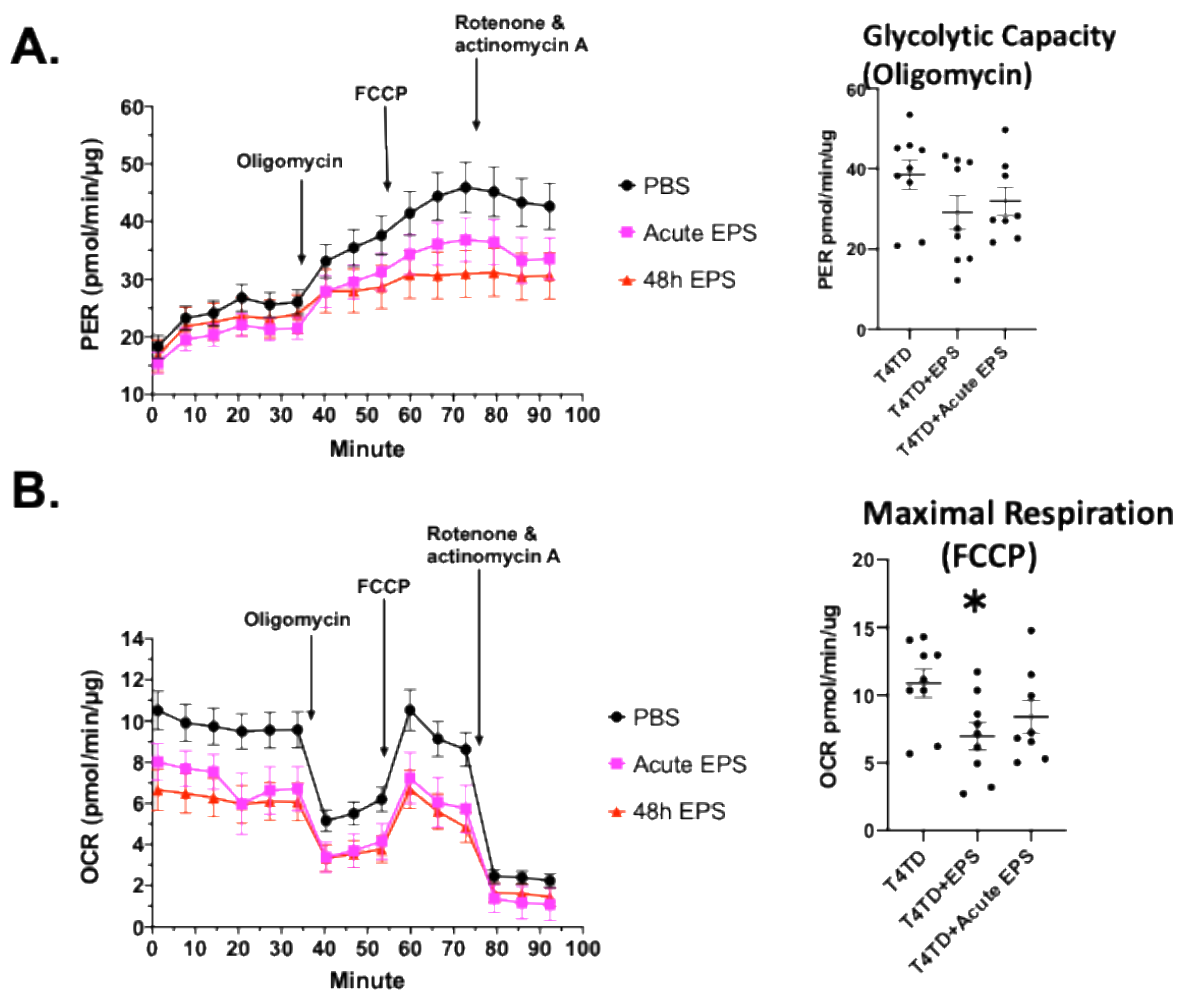 A.
Rotenone &
actinomycin A
FCCP
Oligomycin
60
50
40
30
20
10
PER (pmol/min/µg)
0 10 20 30 40 50 60 70 80 90 100
Minute
PBS
Acute EPS
48h EPS
Glycolytic Capacity
(Oligomycin)
60
40
20
0
PER pmol/min/ug
T4TD
T4TD+EPS
T4TD+Acute EPS
B.
Rotenone &
actinomycin A
FCCP
Oligomycin
14
12
10
8
6
4
2
0
OCR (pmol/min/µg)
0 10 20 30 40 50 60 70 80 90 100
Minute
PBS
Acute EPS
48h EPS
Maximal Respiration
(FCCP)
20
15
10
5
0
*
OCR pmol/min/ug
T4TD
T4TD+EPS
T4TD+Acute EPS